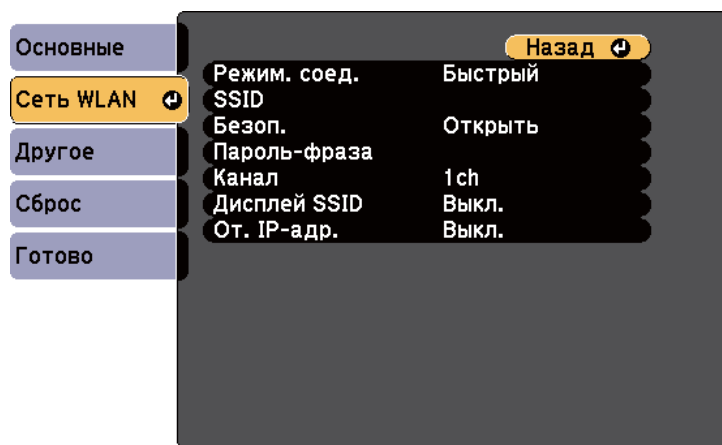 Основные
Сеть WLAN
Другое
Сброс
Готово
Назад
Режим. соед. Быстрый
SSID
Безоп. Открыть
Пароль-фраза
Канал 1ch
Дисплей SSID Выкл.
От. IP-адр. Выкл.